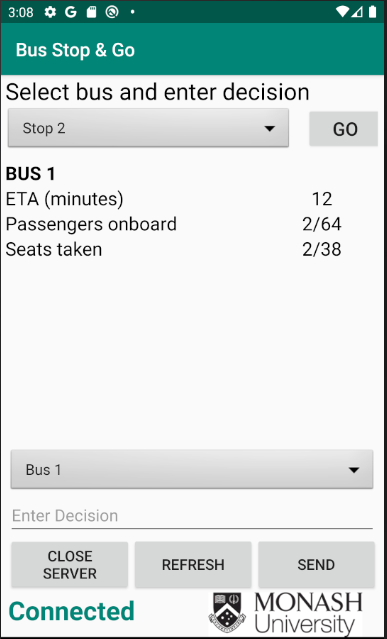 3:08
Bus Stop & Go
Select bus and enter decision
Stop 2
GO
BUS 1
ETA (minutes) 12
Passengers onboard 2/64
Seats taken 2/38
Bus 1
Enter Decision
CLOSE
SERVER
REFRESH
SEND
Connected
MONASH
University